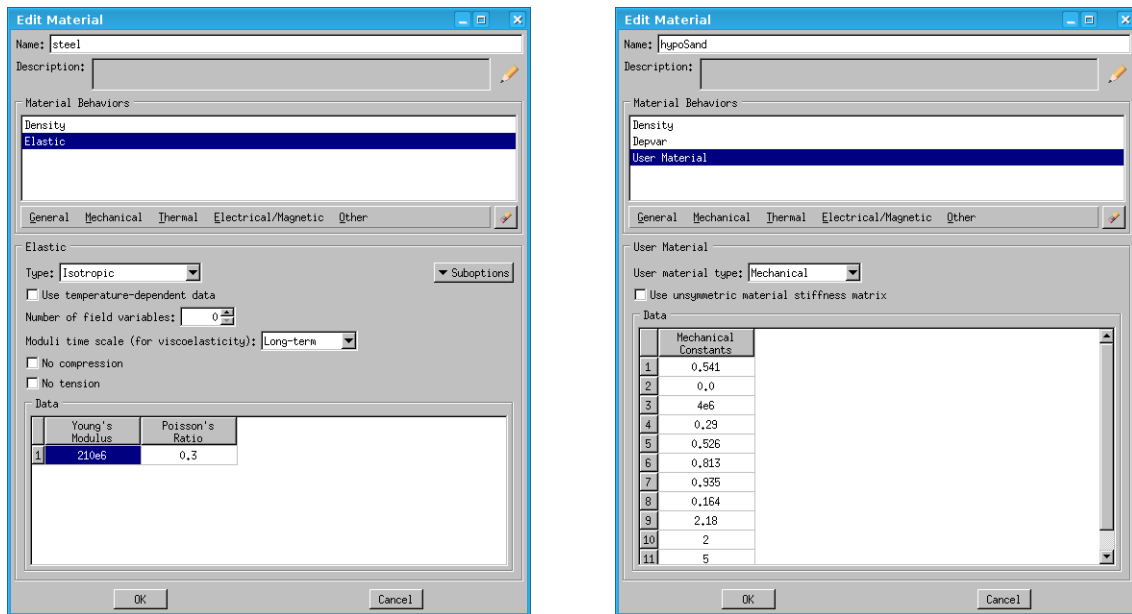 Edit Material
Name: steel
Description:
Material Behaviors
Density
Elastic
General Mechanical Thermal Electrical/Magnetic Other
Elastic
Type: Isotropic
Suboptions
Use temperature-dependent data
Number of field variables: 0
Moduli time scale (for viscoelasticity): Long-term
No compression
No tension
Data
Young's Modulus Poisson's Ratio
1 210e6 0.3
OK Cancel
Edit Material
Name: hypoSand
Description:
Material Behaviors
Density
Depvar
User Material
General Mechanical Thermal Electrical/Magnetic Other
User Material
User material type: Mechanical
Use unsymmetric material stiffness matrix
Data
Mechanical
Constants
1 0.541
2 0.0
3 4e6
4 0.29
5 0.526
6 0.813
7 0.935
8 0.164
9 2.18
10 2
11 5
OK Cancel